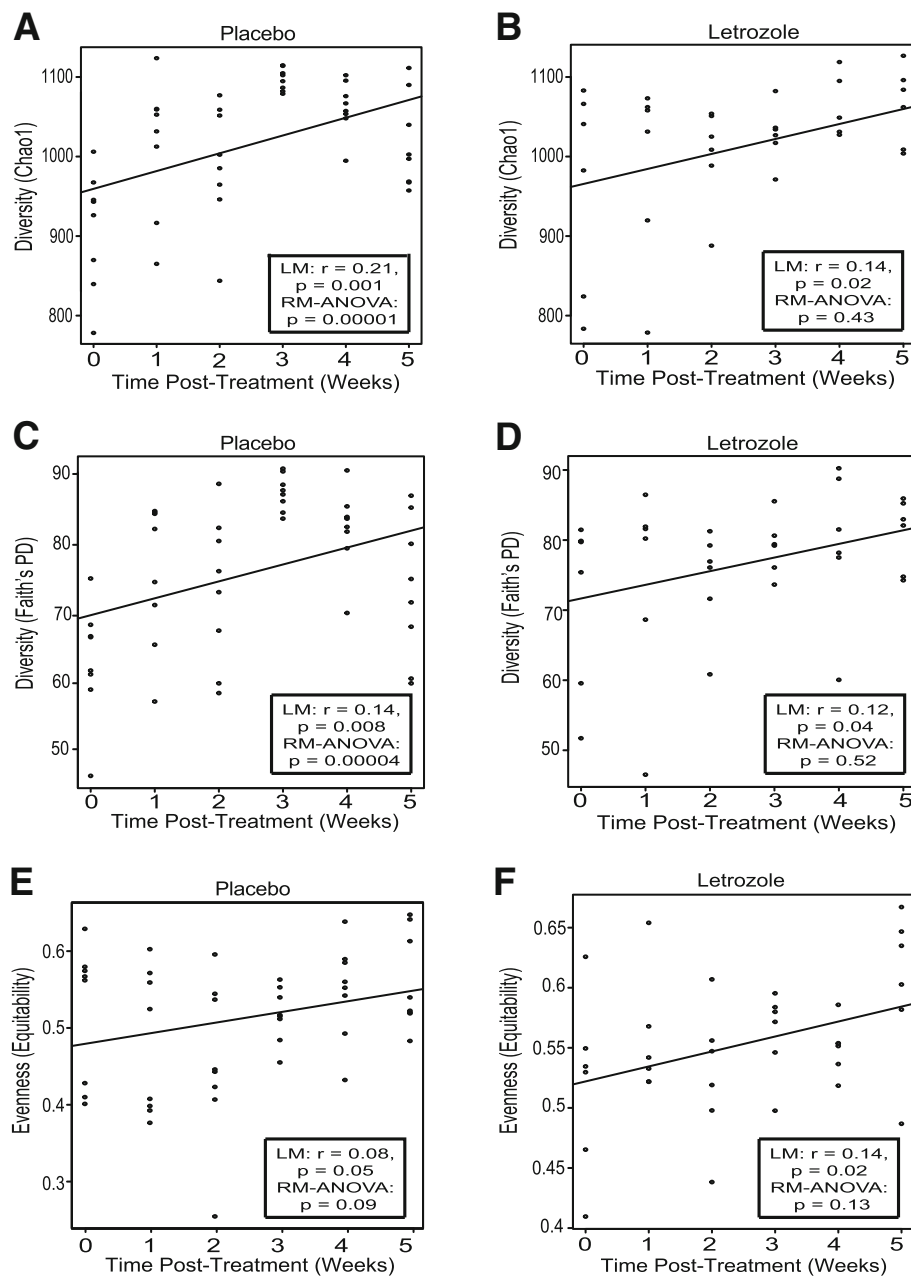 A
Placebo
Diversity (Chao1)
1100
1000
900
800
LM: r = 0.21,
p = 0.001
RM-ANOVA:
p = 0.00001
0 1 2 3 4 5
Time Post-Treatment (Weeks)
B
Letrozole
Diversity (Chao1)
1100
1000
900
800
LM: r = 0.14,
p = 0.02
RM-ANOVA:
p = 0.43
0 1 2 3 4 5
Time Post-Treatment (Weeks)
C
Placebo
Diversity (Faith's PD)
90
80
70
60
50
LM: r = 0.14,
p = 0.008
RM-ANOVA:
p = 0.00004
0 1 2 3 4 5
Time Post-Treatment (Weeks)
D
Letrozole
Diversity (Faith's PD)
90
80
70
60
50
LM: r = 0.12,
p = 0.04
RM-ANOVA:
p = 0.52
0 1 2 3 4 5
Time Post-Treatment (Weeks)
E
Placebo
Evenness (Equitability)
0.6
0.5
0.4
0.3
LM: r = 0.08,
p = 0.05
RM-ANOVA:
p = 0.09
0 1 2 3 4 5
Time Post-Treatment (Weeks)
F
Letrozole
Evenness (Equitability)
0.65
0.6
0.55
0.5
0.45
0.4
LM: r = 0.14,
p = 0.02
RM-ANOVA:
p = 0.13
0 1 2 3 4 5
Time Post-Treatment (Weeks)